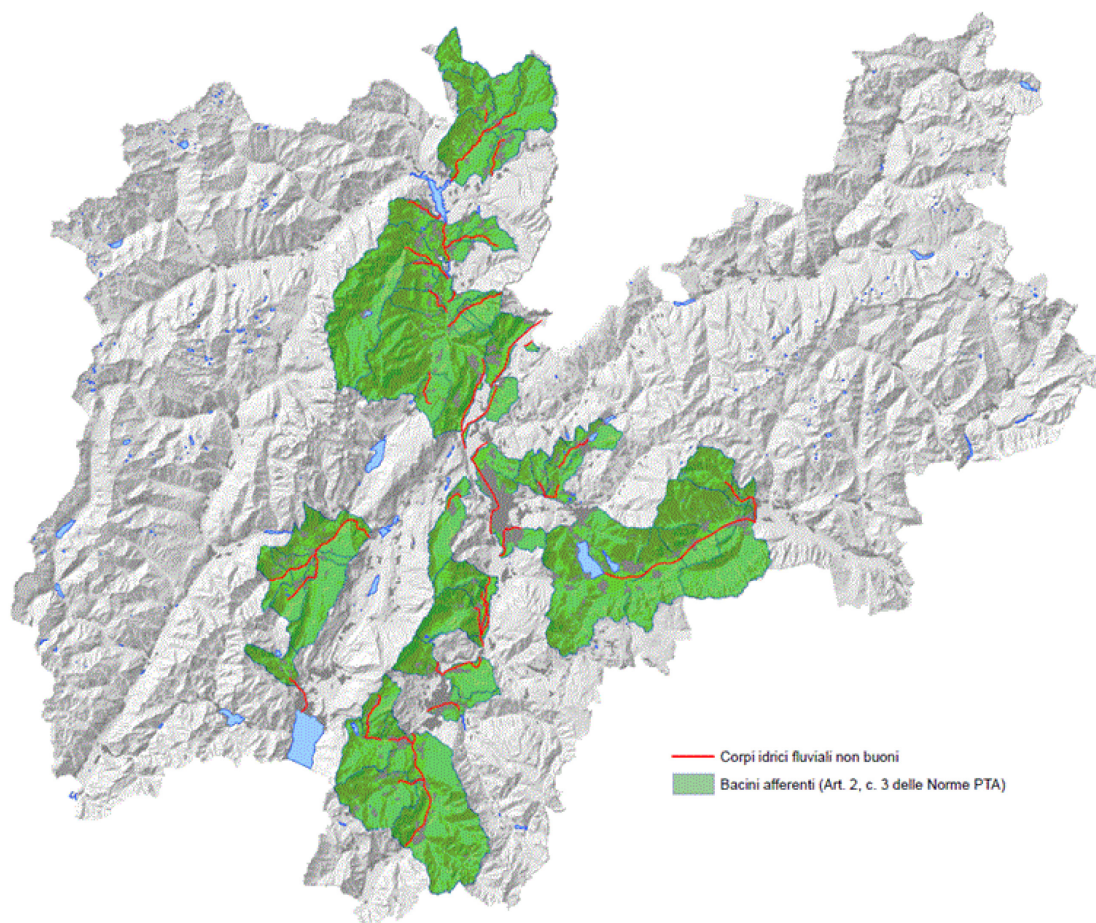 Corpi idrici fluviali non buoni
Bacini afferenti (Art. 2, c. 3 delle Norme PTA)